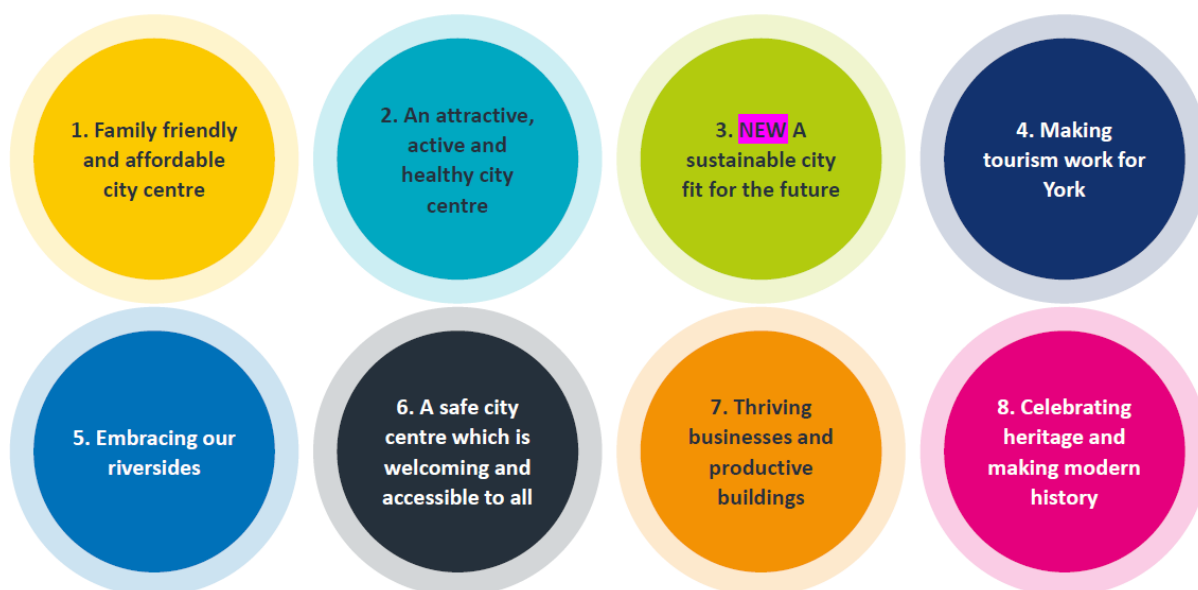 1. Family friendly
and affordable
city centre
2. An attractive,
active and
healthy city
centre
3. NEW A
sustainable city
fit for the future
4. Making
tourism work for
York
5. Embracing our
riversides
6. A safe city
centre which is
welcoming and
accessible to all
7. Thriving
businesses and
productive
buildings
8. Celebrating
heritage and
making modern
history